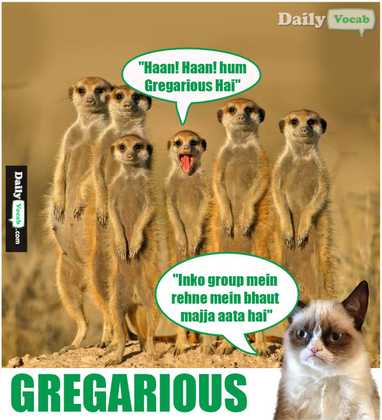 Daily Vocab
"Haan! Haan! hum
Gregarious Hai"
Daily Vocab.com
"Inko group mein
rehne mein bhaut
majja aata hai"
GREGARIOUS